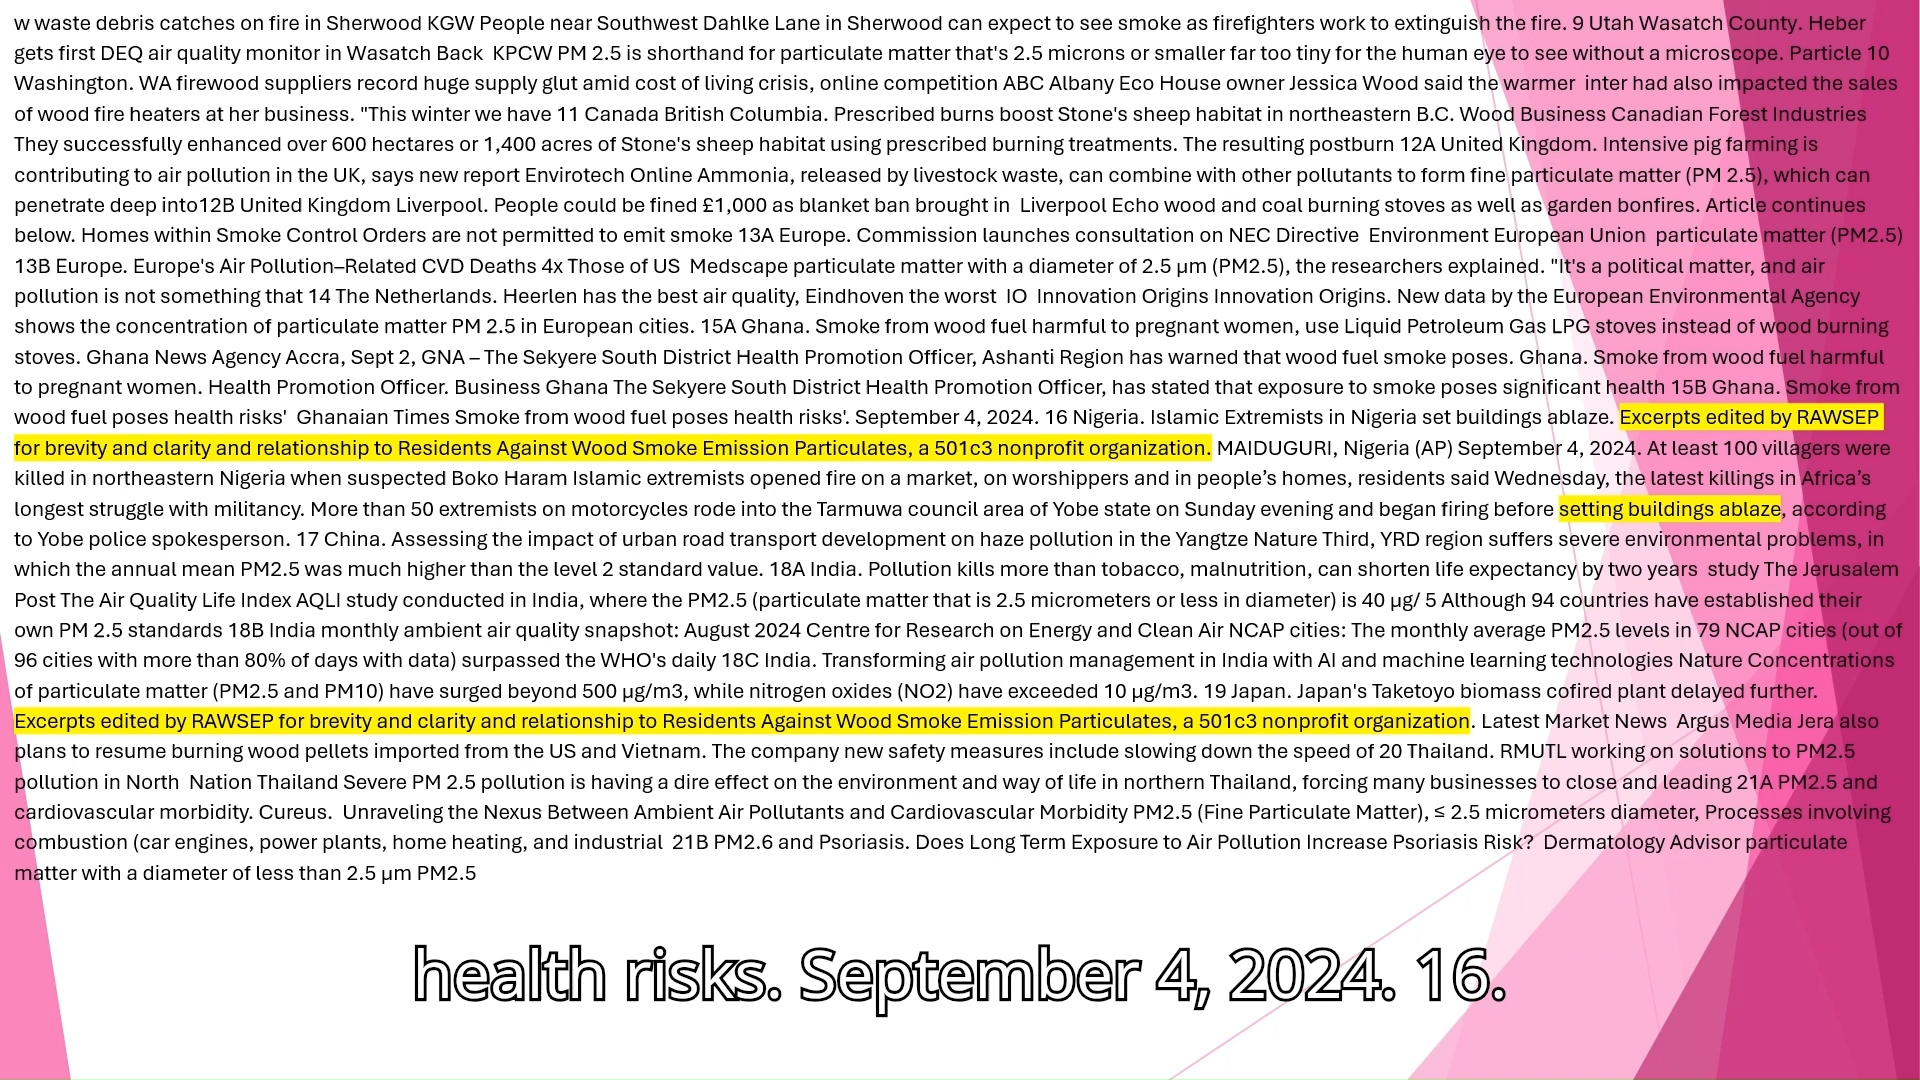 w waste debris catches on fire in Sherwood KGW People near Southwest Dahlke Lane in Sherwood can expect to see smoke as firefighters work to extinguish the fire. 9 Utah Wasatch County. Heber
gets first DEQ air quality monitor in Wasatch Back  KPCW PM 2.5 is shorthand for particulate matter that's 2.5 microns or smaller far too tiny for the human eye to see without a microscope. Particle 10
Washington. WA firewood suppliers record huge supply glut amid cost of living crisis, online competition ABC Albany Eco House owner Jessica Wood said the warmer  inter had also impacted the sales
of wood fire heaters at her business. "This winter we have 11 Canada British Columbia. Prescribed burns boost Stone's sheep habitat in northeastern B.C. Wood Business Canadian Forest Industries
They successfully enhanced over 600 hectares or 1,400 acres of Stone's sheep habitat using prescribed burning treatments. The resulting postburn 12A United Kingdom. Intensive pig farming is
contributing to air pollution in the UK, says new report Envirotech Online Ammonia, released by livestock waste, can combine with other pollutants to form fine particulate matter (PM 2.5), which can
penetrate deep into12B United Kingdom Liverpool. People could be fined £1,000 as blanket ban brought in  Liverpool Echo wood and coal burning stoves as well as garden bonfires. Article continues
below. Homes within Smoke Control Orders are not permitted to emit smoke 13A Europe. Commission launches consultation on NEC Directive  Environment European Union  particulate matter (PM2.5)
13B Europe. Europe's Air Pollution–Related CVD Deaths 4x Those of US  Medscape particulate matter with a diameter of 2.5 µm (PM2.5), the researchers explained. "It's a political matter, and air
pollution is not something that 14 The Netherlands. Heerlen has the best air quality, Eindhoven the worst  IO  Innovation Origins Innovation Origins. New data by the European Environmental Agency
shows the concentration of particulate matter PM 2.5 in European cities. 15A Ghana. Smoke from wood fuel harmful to pregnant women, use Liquid Petroleum Gas LPG stoves instead of wood burning
stoves. Ghana News Agency Accra, Sept 2, GNA – The Sekyere South District Health Promotion Officer, Ashanti Region has warned that wood fuel smoke poses. Ghana. Smoke from wood fuel harmful
to pregnant women. Health Promotion Officer. Business Ghana The Sekyere South District Health Promotion Officer, has stated that exposure to smoke poses significant health 15B Ghana. Smoke from
wood fuel poses health risks'  Ghanaian Times Smoke from wood fuel poses health risks'. September 4, 2024. 16 Nigeria. Islamic Extremists in Nigeria set buildings ablaze. Excerpts edited by RAWSEP
for brevity and clarity and relationship to Residents Against Wood Smoke Emission Particulates, a 501c3 nonprofit organization. MAIDUGURI, Nigeria (AP) September 4, 2024. At least 100 villagers were
killed in northeastern Nigeria when suspected Boko Haram Islamic extremists opened fire on a market, on worshippers and in people’s homes, residents said Wednesday, the latest killings in Africa’s
longest struggle with militancy. More than 50 extremists on motorcycles rode into the Tarmuwa council area of Yobe state on Sunday evening and began firing before setting buildings ablaze, according
to Yobe police spokesperson. 17 China. Assessing the impact of urban road transport development on haze pollution in the Yangtze Nature Third, YRD region suffers severe environmental problems, in
which the annual mean PM2.5 was much higher than the level 2 standard value. 18A India. Pollution kills more than tobacco, malnutrition, can shorten life expectancy by two years  study The Jerusalem
Post The Air Quality Life Index AQLI study conducted in India, where the PM2.5 (particulate matter that is 2.5 micrometers or less in diameter) is 40 µg/ 5 Although 94 countries have established their
own PM 2.5 standards 18B India monthly ambient air quality snapshot: August 2024 Centre for Research on Energy and Clean Air NCAP cities: The monthly average PM2.5 levels in 79 NCAP cities (out of
96 cities with more than 80% of days with data) surpassed the WHO's daily 18C India. Transforming air pollution management in India with AI and machine learning technologies Nature Concentrations
of particulate matter (PM2.5 and PM10) have surged beyond 500 µg/m3, while nitrogen oxides (NO2) have exceeded 10 µg/m3. 19 Japan. Japan's Taketoyo biomass cofired plant delayed further.
Excerpts edited by RAWSEP for brevity and clarity and relationship to Residents Against Wood Smoke Emission Particulates, a 501c3 nonprofit organization. Latest Market News  Argus Media Jera also
plans to resume burning wood pellets imported from the US and Vietnam. The company new safety measures include slowing down the speed of 20 Thailand. RMUTL working on solutions to PM2.5
pollution in North  Nation Thailand Severe PM 2.5 pollution is having a dire effect on the environment and way of life in northern Thailand, forcing many businesses to close and leading 21A PM2.5 and
cardiovascular morbidity. Cureus.  Unraveling the Nexus Between Ambient Air Pollutants and Cardiovascular Morbidity PM2.5 (Fine Particulate Matter), ≤ 2.5 micrometers diameter, Processes involving
combustion (car engines, power plants, home heating, and industrial  21B PM2.6 and Psoriasis. Does Long Term Exposure to Air Pollution Increase Psoriasis Risk?  Dermatology Advisor particulate
matter with a diameter of less than 2.5 µm PM2.5
health risks. September 4, 2024. 16.